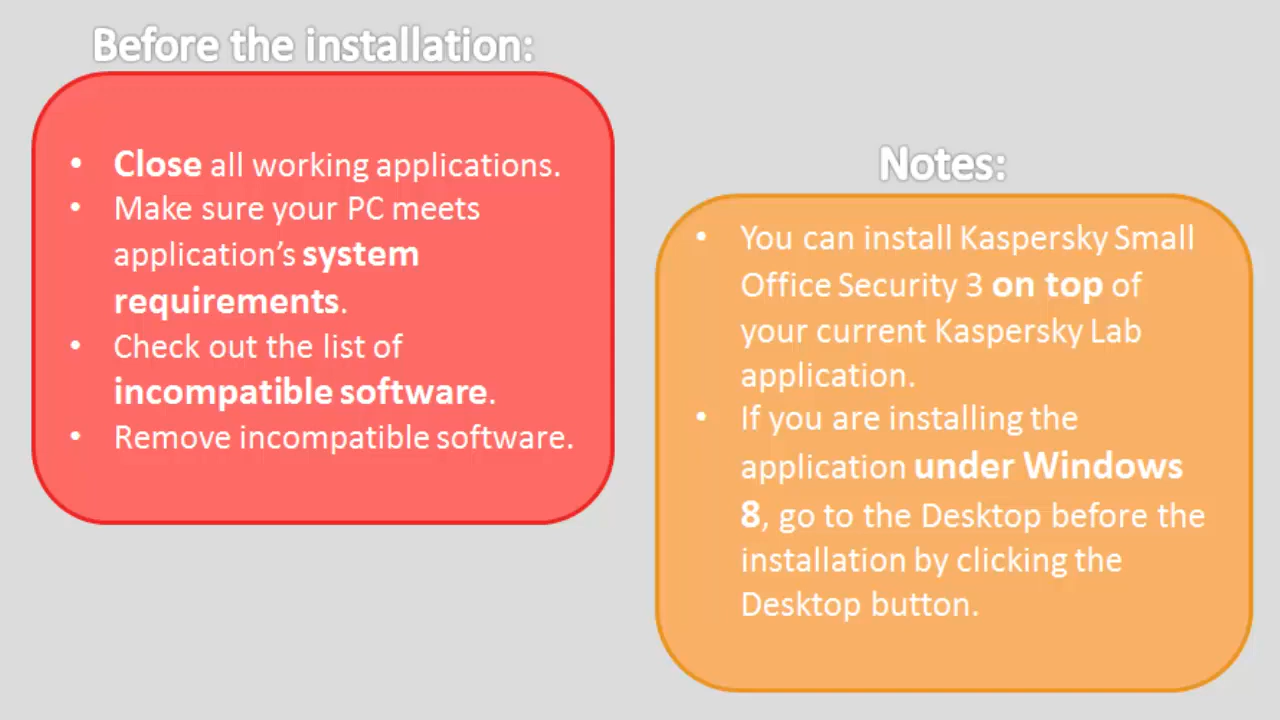 Before the installation:
• Close all working applications.
• Make sure your PC meets
application’s system
requirements.
• Check out the list of
incompatible software.
• Remove incompatible software.
Notes:
• You can install Kaspersky Small
Office Security 3 on top of
your current Kaspersky Lab
application.
• If you are installing the
application under Windows
8, go to the Desktop before the
installation by clicking the
Desktop button.